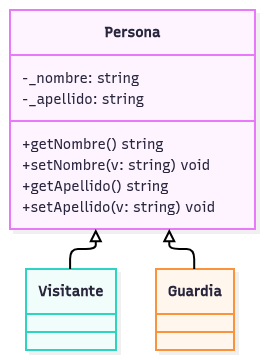 Persona
-_nombre: string
-_apellido: string
+getNombre() string
+setNombre(v: string) void
+getApellido() string
+setApellido(v: string) void
Visitante
Guardia